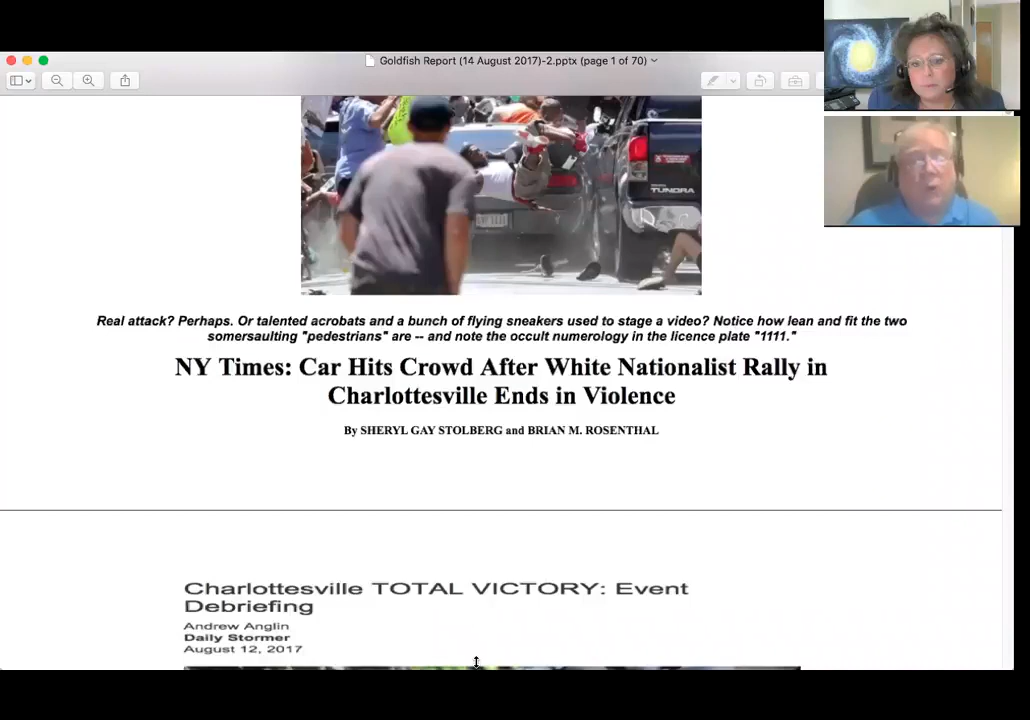 Goldfish Report (14 August 2017)-2.pptx (page 1 of 70)
TUNDRA
Real attack? Perhaps. Or talented acrobats and a bunch of flying sneakers used to stage a video? Notice how lean and fit the two
somersaulting "pedestrians" are -- and note the occult numerology in the licence plate "1111."
NY Times: Car Hits Crowd After White Nationalist Rally in
Charlottesville Ends in Violence
By SHERYL GAY STOLBERG and BRIAN M. ROSENTHAL
Charlottesville TOTAL VICTORY: Event
Debriefing
Andrew Anglin
Daily Stormer
August 12, 2017